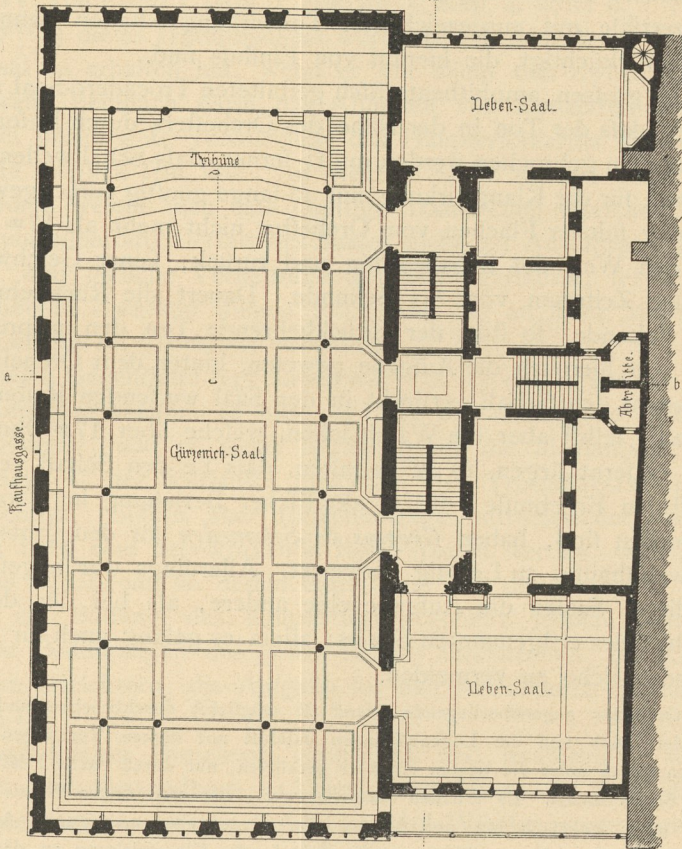 Neben-Saal
Tribüne
a
b
Abtritte.
Kaufhausgasse.
Gürzenich-Saal
c
Neben-Saal